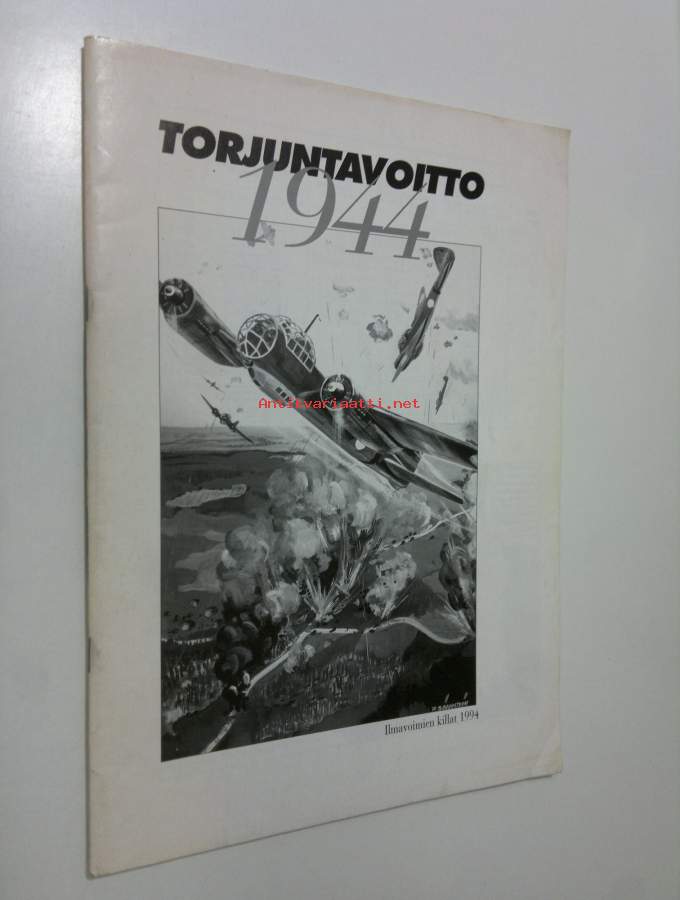 TORJUNTAVOITTO
1944
Antikvariaatti.net
Ilmavoimien killat 1994